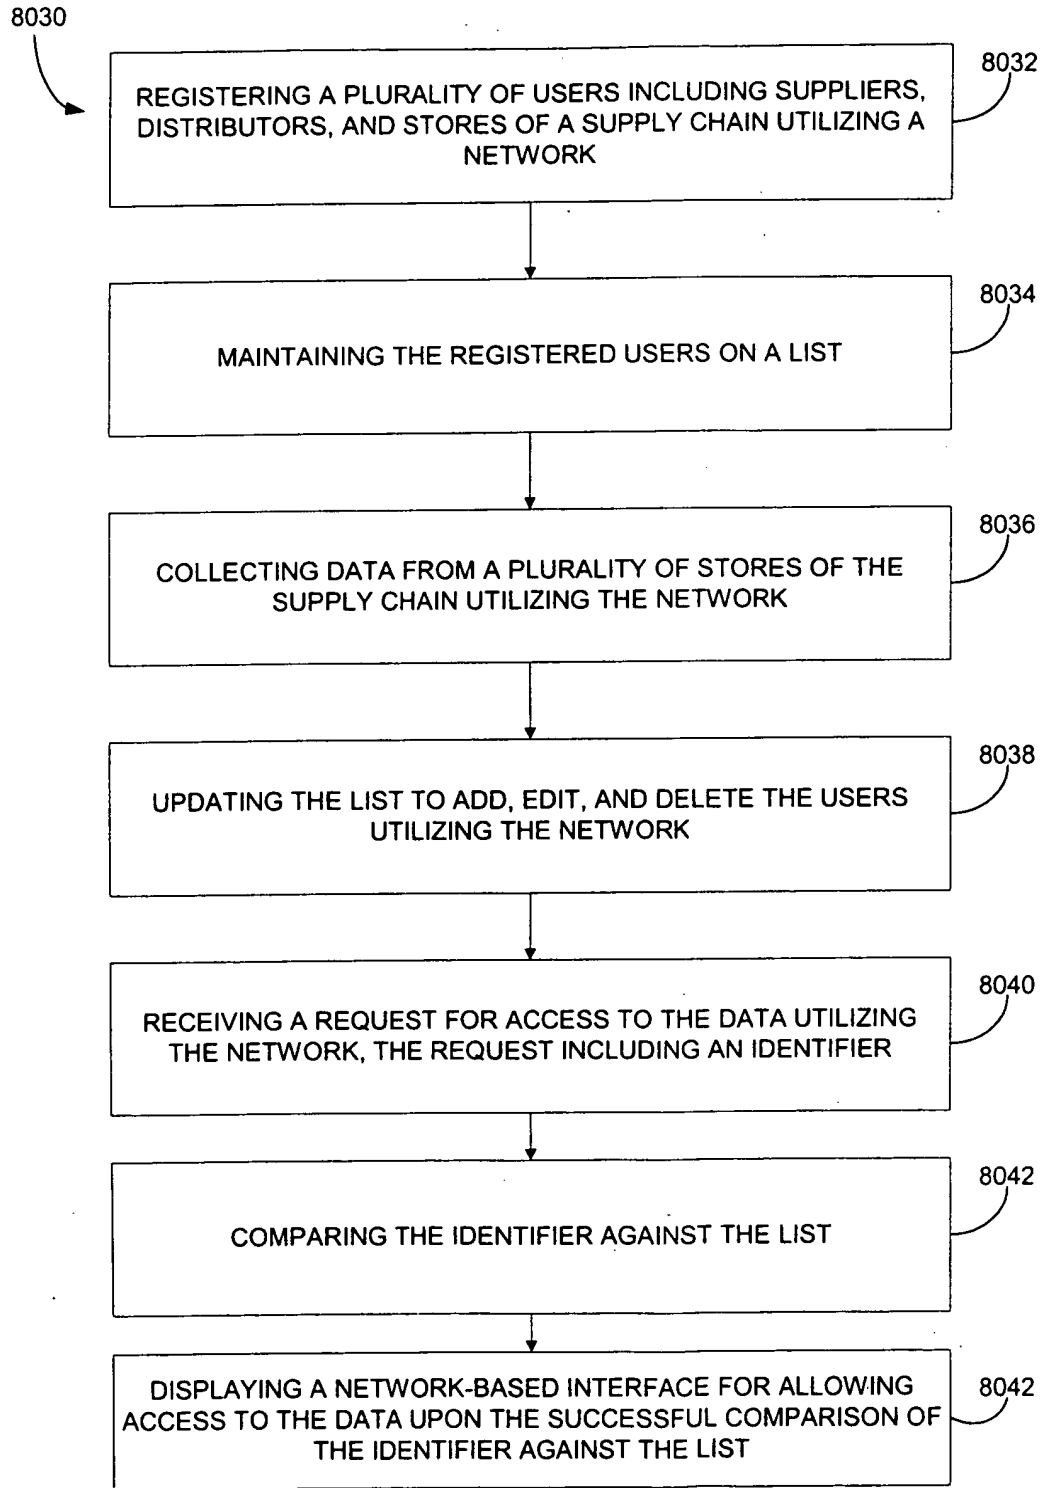 8030
8032
REGISTERING A PLURALITY OF USERS INCLUDING SUPPLIERS,
DISTRIBUTORS, AND STORES OF A SUPPLY CHAIN UTILIZING A
NETWORK
8034
MAINTAINING THE REGISTERED USERS ON A LIST
8036
COLLECTING DATA FROM A PLURALITY OF STORES OF THE
SUPPLY CHAIN UTILIZING THE NETWORK
8038
UPDATING THE LIST TO ADD, EDIT, AND DELETE THE USERS
UTILIZING THE NETWORK
8040
RECEIVING A REQUEST FOR ACCESS TO THE DATA UTILIZING
THE NETWORK, THE REQUEST INCLUDING AN IDENTIFIER
8042
COMPARING THE IDENTIFIER AGAINST THE LIST
8042
DISPLAYING A NETWORK-BASED INTERFACE FOR ALLOWING
ACCESS TO THE DATA UPON THE SUCCESSFUL COMPARISON OF
THE IDENTIFIER AGAINST THE LIST